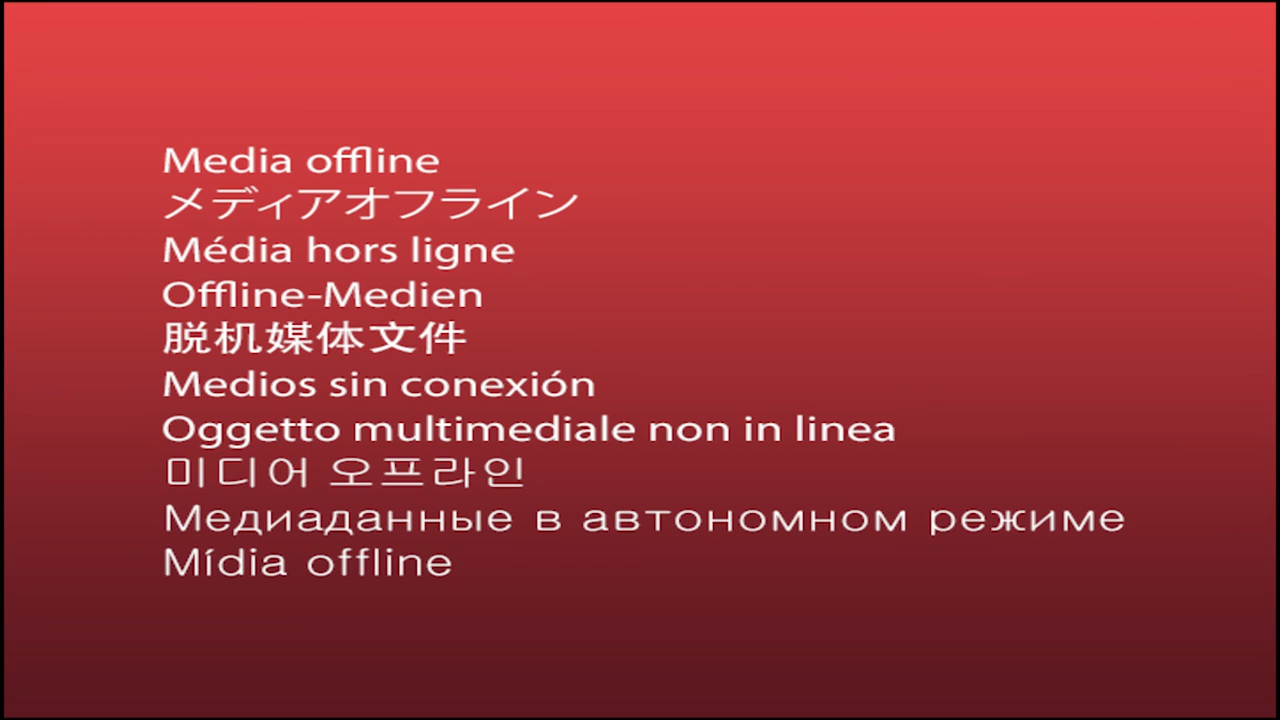 Media offline
メディアオフライン
Média hors ligne
Offline-Medien
脱机媒体文件
Medios sin conexión
Oggetto multimediale non in linea
미디어 오프라인
Медиаданные в автономном режиме
Mídia offline